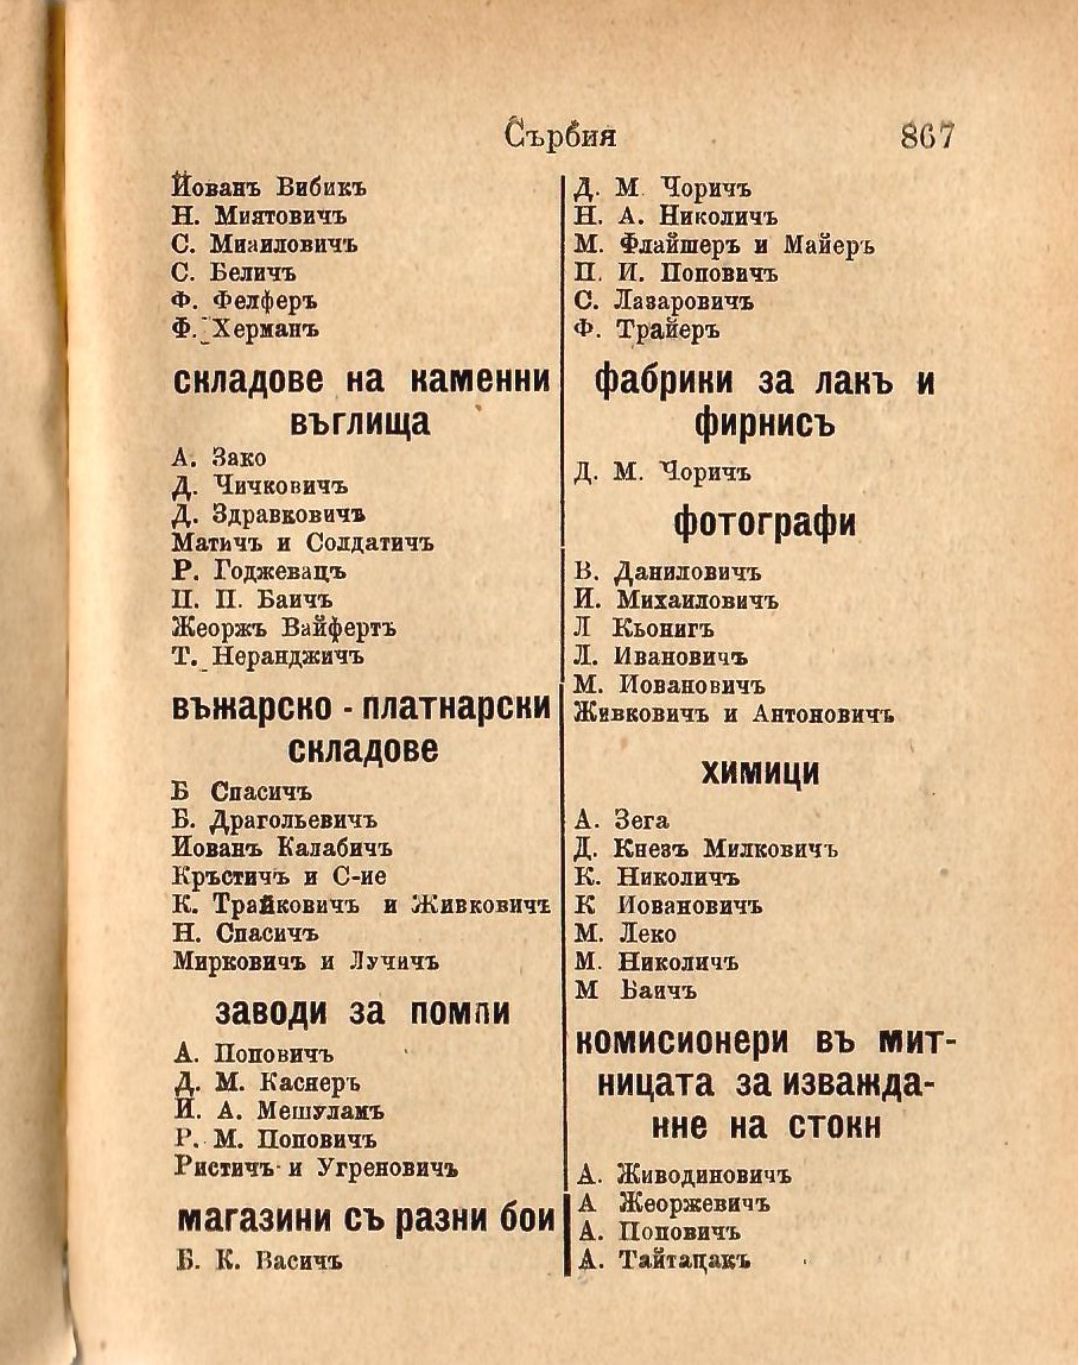 Сърбия 867
Йованъ Вибикъ
Н. Миятовичъ
С. Михаиловичъ
С. Беличъ
Ф. Фелферъ
Ф. Херманъ
складове на каменни
въглища
А. Зако
Д. Чичковичъ
Д. Здравковичъ
Матичъ и Солдатичъ
Р. Годжевацъ
П. П. Баичъ
Жеоржъ Вайфертъ
Т. Неранджичъ
въжарско - платнарски
складове
Б Спасичъ
Б. Драгольевичъ
Иованъ Калабичъ
Кръстичъ и С-ие
К. Трайковичъ и Живковичъ
Н. Спасичъ
Мирковичъ и Лучичъ
заводи за помпи
А. Поповичъ
Д. М. Каснеръ
И. А. Мешуламъ
Р. М. Поповичъ
Ристичъ и Угреновичъ
магазини съ разни бои
Б. К. Васичъ
Д. М Чоричъ
Н. А. Николичъ
М. Флайшеръ и Майеръ
П. И. Поповичъ
С. Лазаровичъ
Ф. Трайеръ
фабрики за лакъ и
фирнисъ
Д. М. Чоричъ
фотографи
В. Даниловичъ
И. Михаиловичъ
Л Кьонигъ
Л. Ивановичъ
М. Иовановичъ
Живковичъ и Антоновичъ
химици
А. Зега
Д. Кнезъ Милковичъ
К. Николичъ
К Иовановичъ
М. Леко
М. Николичъ
М Баичъ
комисионери въ мит-
ницата за изважда-
нне на стокн
А. Живодиновичъ
А Жеоржевичъ
А. Поповичъ
А. Тайтацакъ